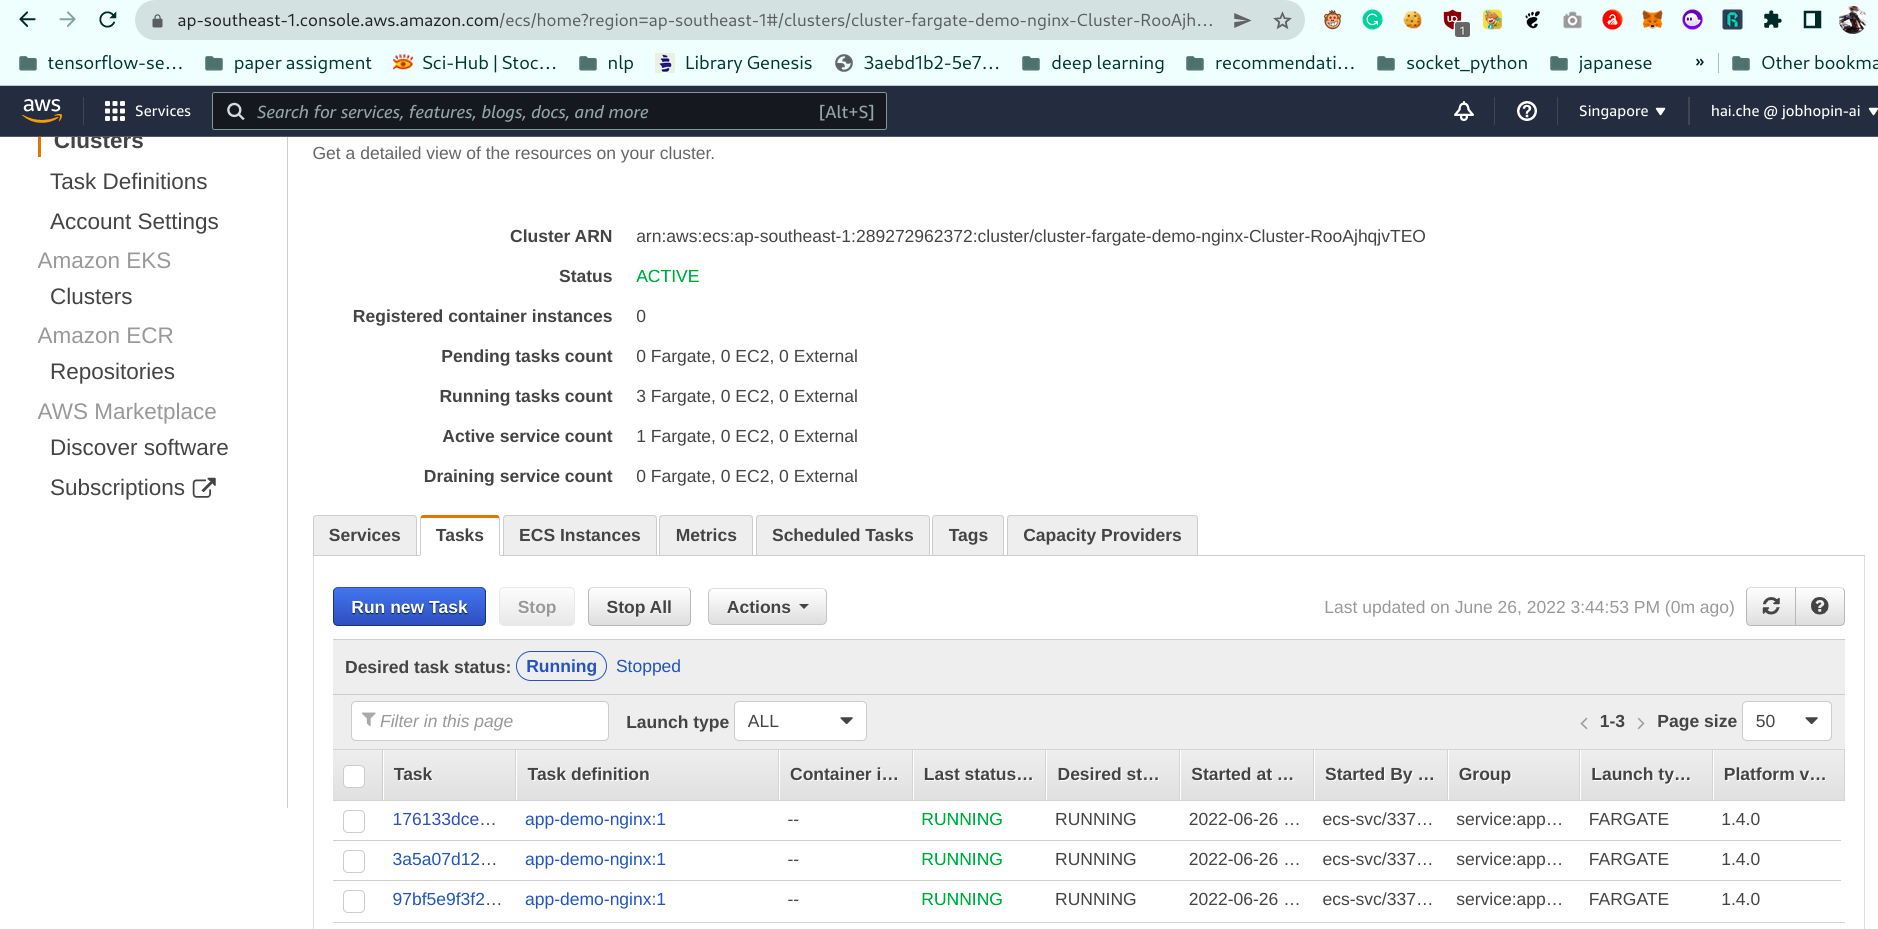 ap-southeast-1.console.aws.amazon.com/ecs/home?region=ap-southeast-1#/clusters/cluster-fargate-demo-nginx-Cluster-RooAjh...
1
tensorflow-se... paper assigment Sci-Hub | Stoc... nlp Library Genesis 3aebd1b2-5e7... deep learning recommendati... socket_python japanese » Other bookma
aws Services Search for services, features, blogs, docs, and more [Alt+S] Singapore hai.che @ jobhopin-ai
Clusters
Task Definitions
Account Settings
Amazon EKS
Clusters
Amazon ECR
Repositories
AWS Marketplace
Discover software
Subscriptions
Get a detailed view of the resources on your cluster.
Cluster ARN arn:aws:ecs:ap-southeast-1:289272962372:cluster/cluster-fargate-demo-nginx-Cluster-RooAjhqjvTEO
Status ACTIVE
Registered container instances 0
Pending tasks count 0 Fargate, 0 EC2, 0 External
Running tasks count 3 Fargate, 0 EC2, 0 External
Active service count 1 Fargate, 0 EC2, 0 External
Draining service count 0 Fargate, 0 EC2, 0 External
Services Tasks ECS Instances Metrics Scheduled Tasks Tags Capacity Providers
Run new Task Stop Stop All Actions Last updated on June 26, 2022 3:44:53 PM (0m ago)
Desired task status: Running Stopped
Filter in this page Launch type ALL < 1-3 > Page size 50
Task Task definition Container i... Last status... Desired st... Started at ... Started By ... Group Launch ty... Platform v...
176133dce... app-demo-nginx:1 -- RUNNING RUNNING 2022-06-26 ... ecs-svc/337... service:app... FARGATE 1.4.0
3a5a07d12... app-demo-nginx:1 -- RUNNING RUNNING 2022-06-26 ... ecs-svc/337... service:app... FARGATE 1.4.0
97bf5e9f3f2... app-demo-nginx:1 -- RUNNING RUNNING 2022-06-26 ... ecs-svc/337... service:app... FARGATE 1.4.0